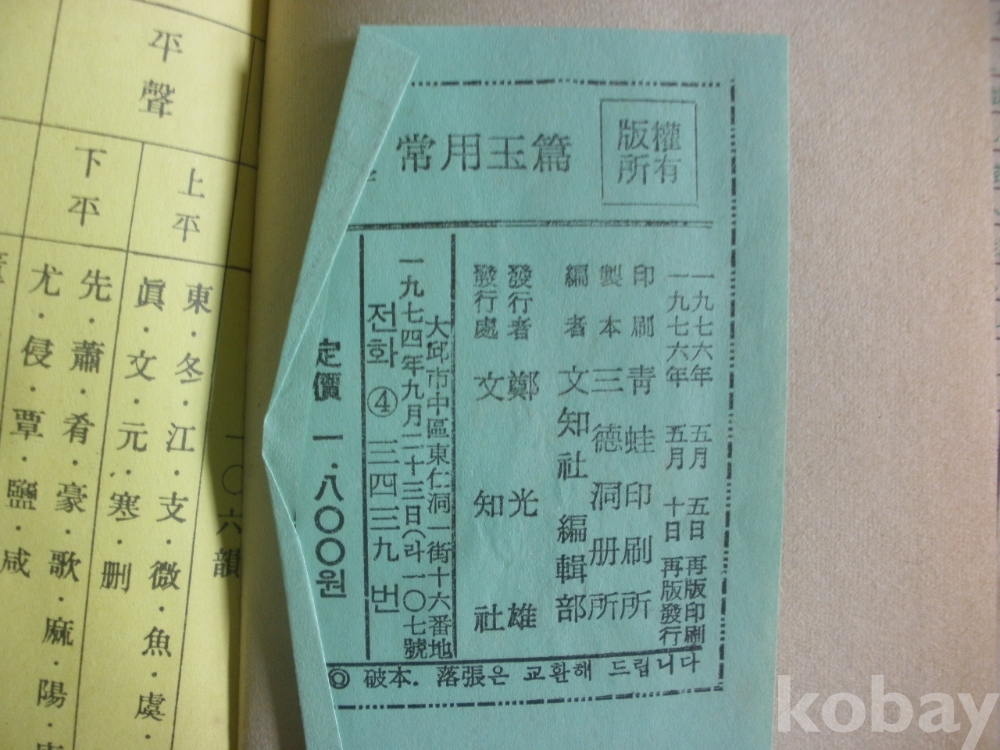 權有
版所
常用玉篇
一九七六年 五月 五日 再版印刷
一九七六年 五月 十日 再版發行
印刷 靑蛙印刷所
製本 三德洞册所
編者 文知社編輯部
發行者 鄭光雄
發行處 文知社
大邱市中區東仁洞一街十六番地
一九七四年九月二十三日(라一〇七號
전화 ④ 三四三九 번
定價 一·八〇〇원
◎ 破本. 落張은 교환해 드립니다
平聲
上平
東·冬·江·支·微·魚·虞·
眞·文·元·寒·刪
下平
先·蕭·肴·豪·歌·麻·陽·
尤·侵·覃·鹽·咸
一〇六韻
kobay